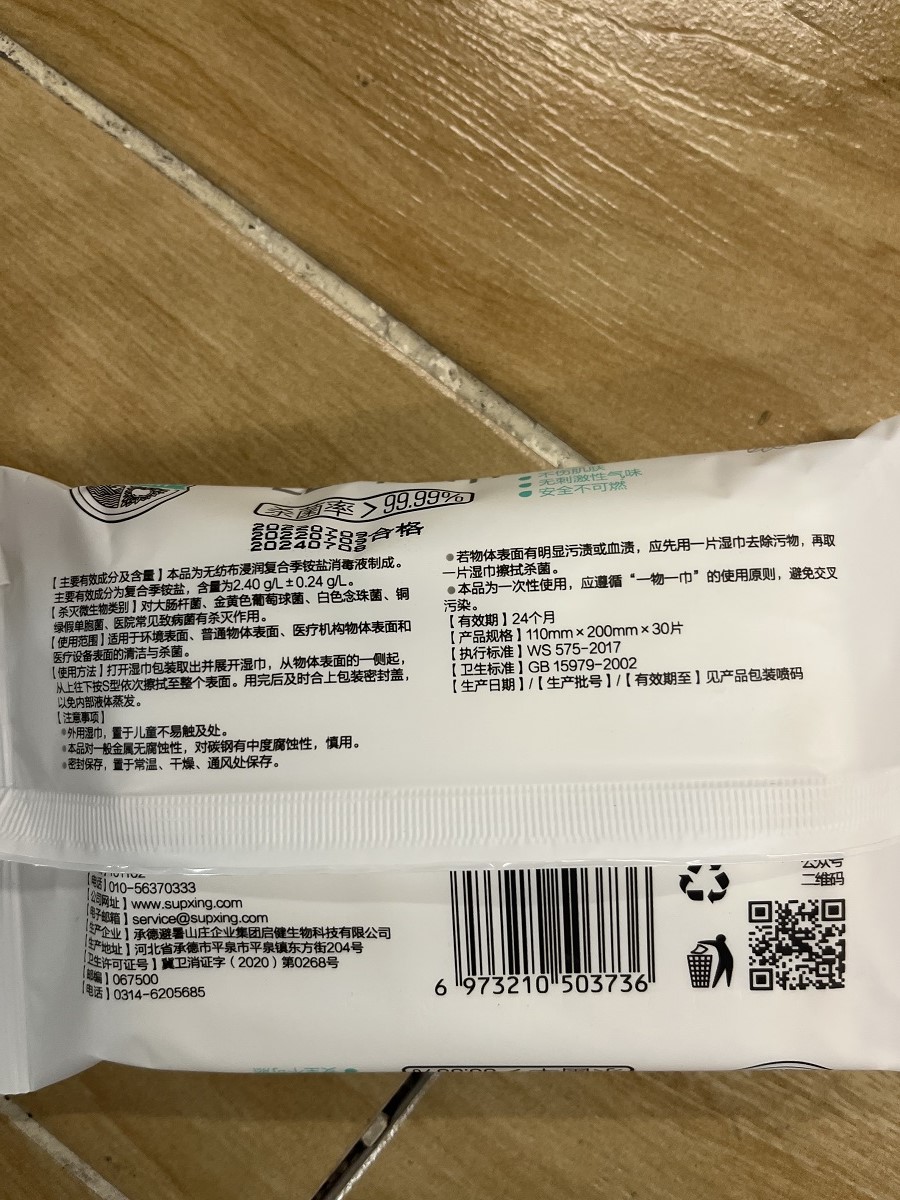 杀菌率>99.99%
不伤肌肤
无刺激性气味
安全不可燃
20220703
20220703 合格
20240702
【主要有效成分及含量】本品为无纺布浸润复合季铵盐消毒液制成。
主要有效成分为复合季铵盐，含量为2.40 g/L±0.24 g/L。
【杀灭微生物类别】对大肠杆菌、金黄色葡萄球菌、白色念珠菌、铜
绿假单胞菌、医院常见致病菌有杀灭作用。
【使用范围】适用于环境表面、普通物体表面、医疗机构物体表面和
医疗设备表面的清洁与杀菌。
【使用方法】打开湿巾包装取出并展开湿巾，从物体表面的一侧起，
从上往下按S型依次擦拭至整个表面。用完后及时合上包装密封盖，
以免内部液体蒸发。
【注意事项】
●外用湿巾，置于儿童不易触及处。
●本品对一般金属无腐蚀性，对碳钢有中度腐蚀性，慎用。
●密封保存，置于常温、干燥、通风处保存。
●若物体表面有明显污渍或血渍，应先用一片湿巾去除污物，再取
一片湿巾擦拭杀菌。
●本品为一次性使用，应遵循“一物一巾”的使用原则，避免交叉
污染。
【有效期】24个月
【产品规格】110mm×200mm×30片
【执行标准】WS 575-2017
【卫生标准】GB 15979-2002
【生产日期】/【生产批号】/【有效期至】见产品包装喷码
【电话】010-56370333
【公司网址】www.supxing.com
【电子邮箱】service@supxing.com
【生产企业】承德避暑山庄企业集团启健生物科技有限公司
【生产地址】河北省承德市平泉市平泉镇东方街204号
【卫生许可证号】冀卫消证字（2020）第0268号
【邮编】067500
【电话】0314-6205685
6 973210 503736
公众号
二维码